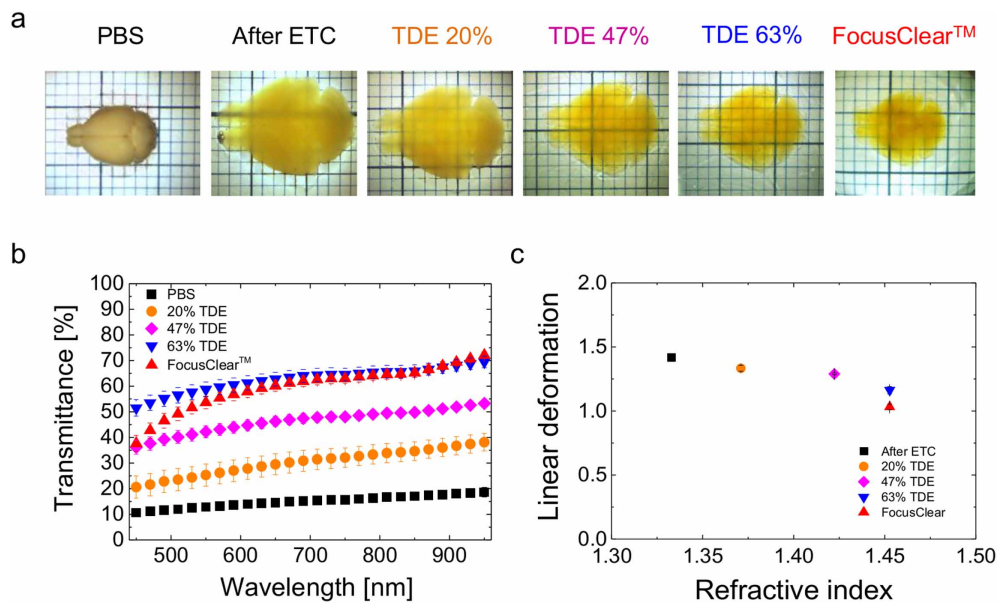 a
PBS After ETC TDE 20% TDE 47% TDE 63% FocusClear™
b
Transmittance [%]
100
90
80
70
60
50
40
30
20
10
0
PBS
20% TDE
47% TDE
63% TDE
FocusClear™
500 600 700 800 900
Wavelength [nm]
c
Linear deformation
2.0
1.5
1.0
0.5
0.0
After ETC
20% TDE
47% TDE
63% TDE
FocusClear
1.30 1.35 1.40 1.45 1.50
Refractive index